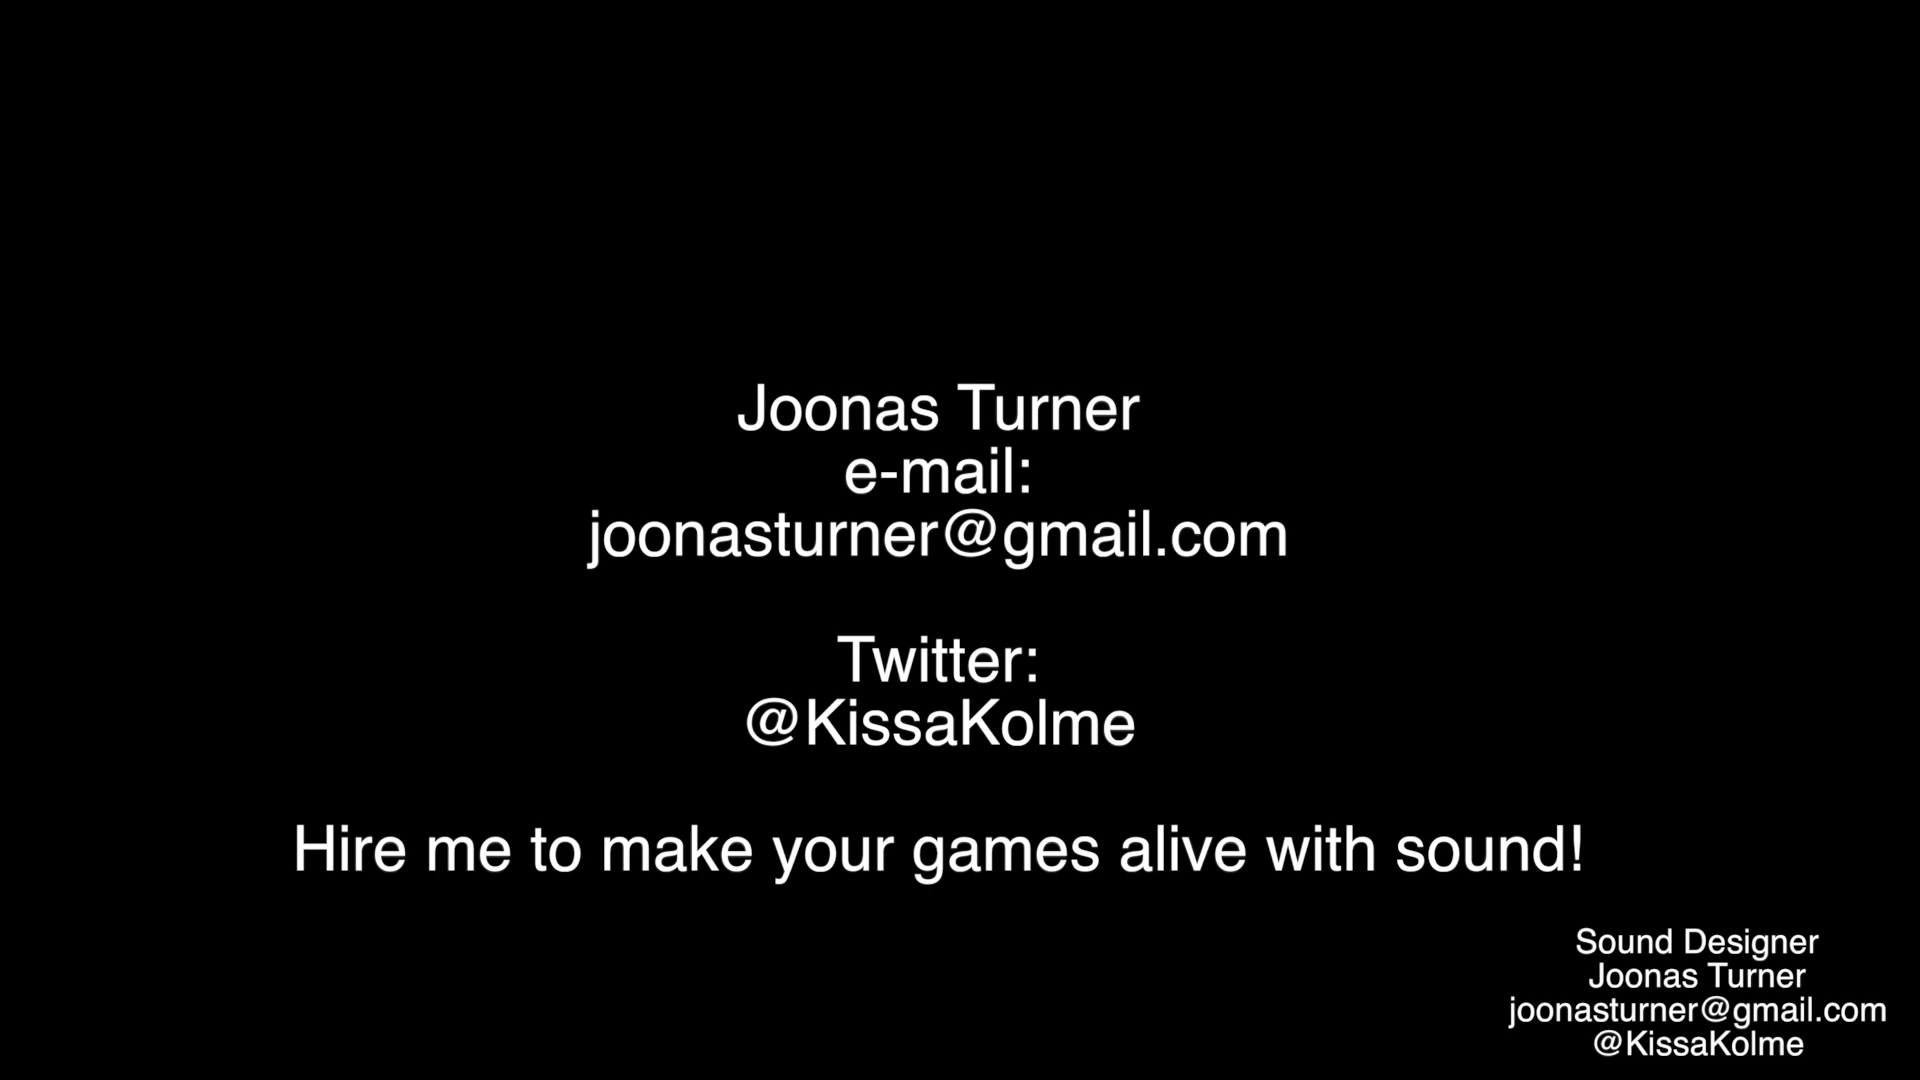 Joonas Turner
e-mail:
joonasturner@gmail.com
Twitter:
@KissaKolme
Hire me to make your games alive with sound!
Sound Designer
Joonas Turner
joonasturner@gmail.com
@KissaKolme